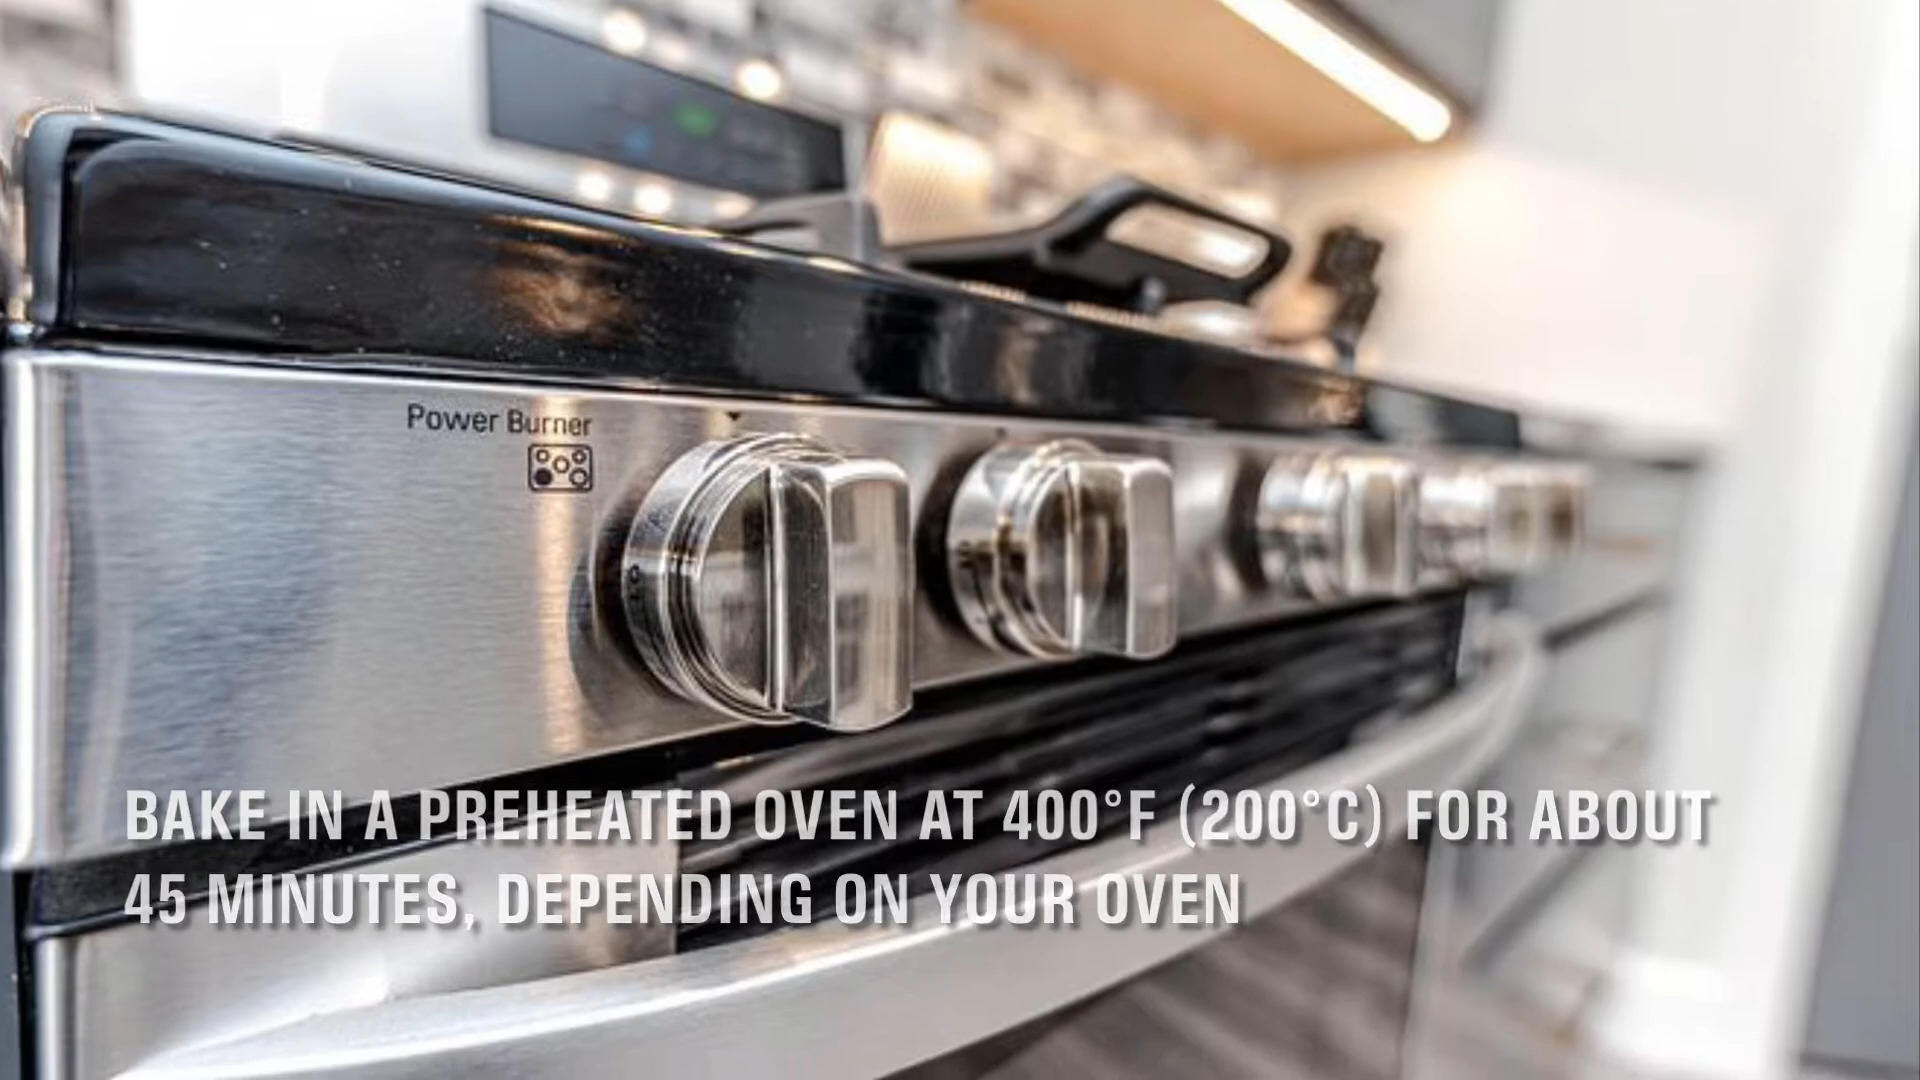 Power Burner
BAKE IN A PREHEATED OVEN AT 400°F (200°C) FOR ABOUT
45 MINUTES, DEPENDING ON YOUR OVEN